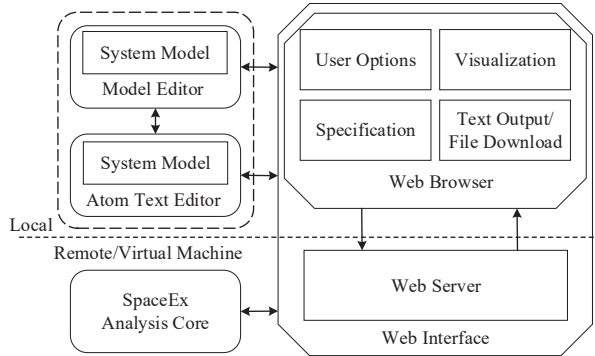 System Model
Model Editor
System Model
Atom Text Editor
User Options
Visualization
Specification
Text Output/
File Download
Web Browser
Local
Remote/Virtual Machine
SpaceEx
Analysis Core
Web Server
Web Interface